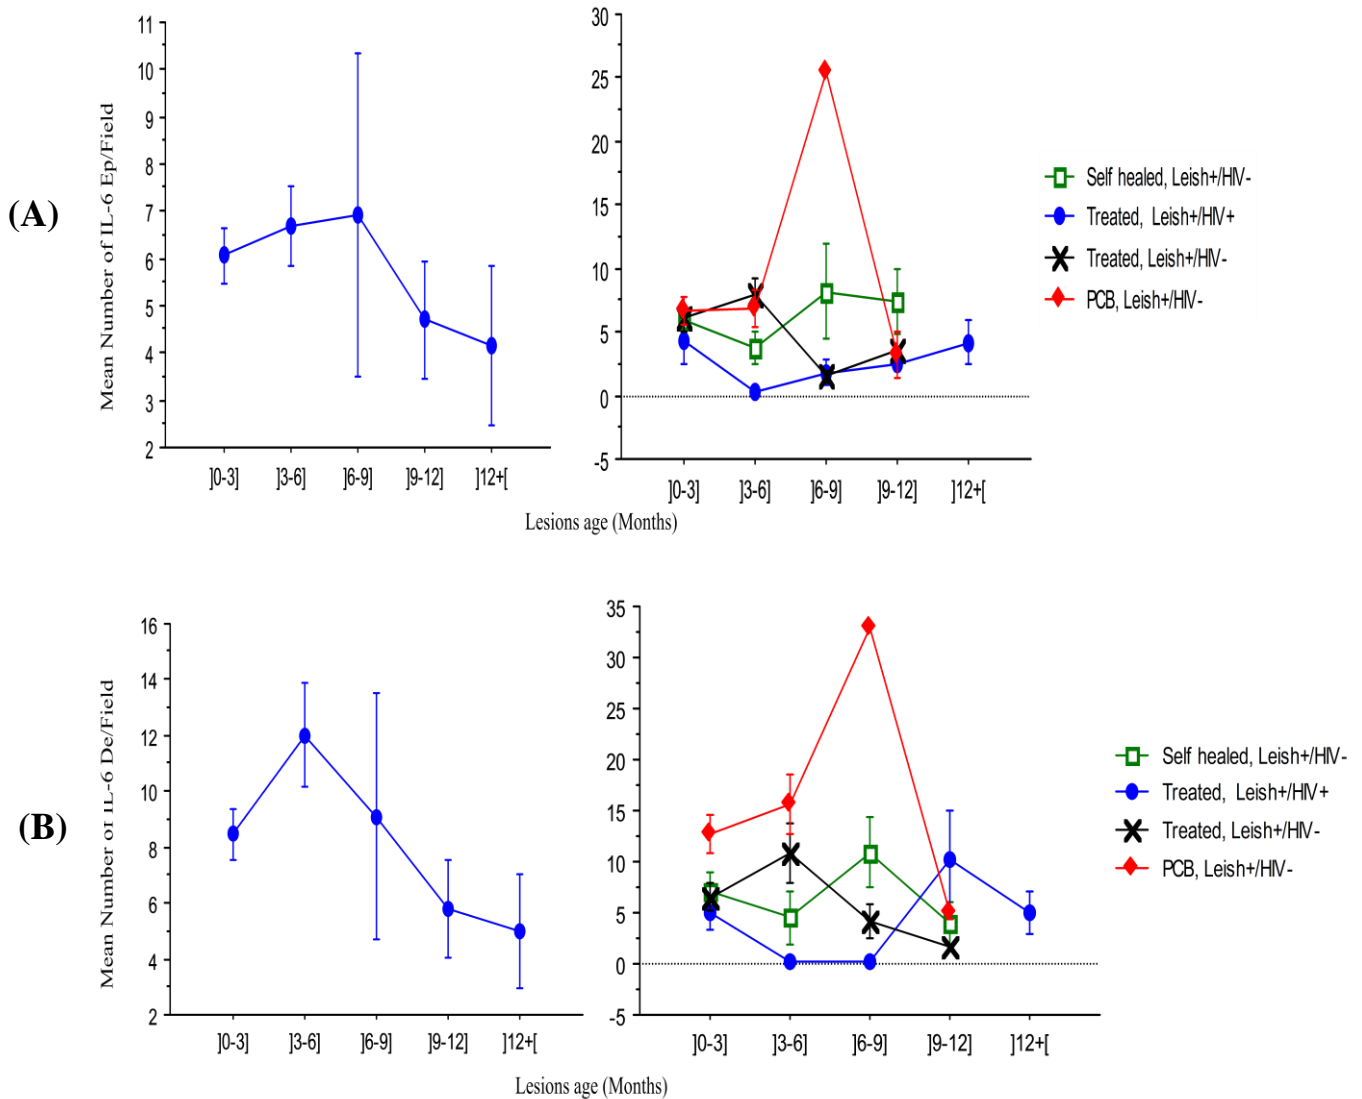 (A)
Mean Number of IL-6 Ep/Field
11
10
9
8
7
6
5
4
3
2
]0-3] ]3-6] ]6-9] ]9-12] ]12+[
30
25
20
15
10
5
0
-5
]0-3] ]3-6] ]6-9] ]9-12] ]12+[
Self healed, Leish+/HIV-
Treated, Leish+/HIV+
Treated, Leish+/HIV-
PCB, Leish+/HIV-
Lesions age (Months)
(B)
Mean Number of IL-6 De/Field
16
14
12
10
8
6
4
2
]0-3] ]3-6] ]6-9] ]9-12] ]12+[
35
30
25
20
15
10
5
0
-5
]0-3] ]3-6] ]6-9] ]9-12] ]12+[
Self healed, Leish+/HIV-
Treated, Leish+/HIV+
Treated, Leish+/HIV-
PCB, Leish+/HIV-
Lesions age (Months)